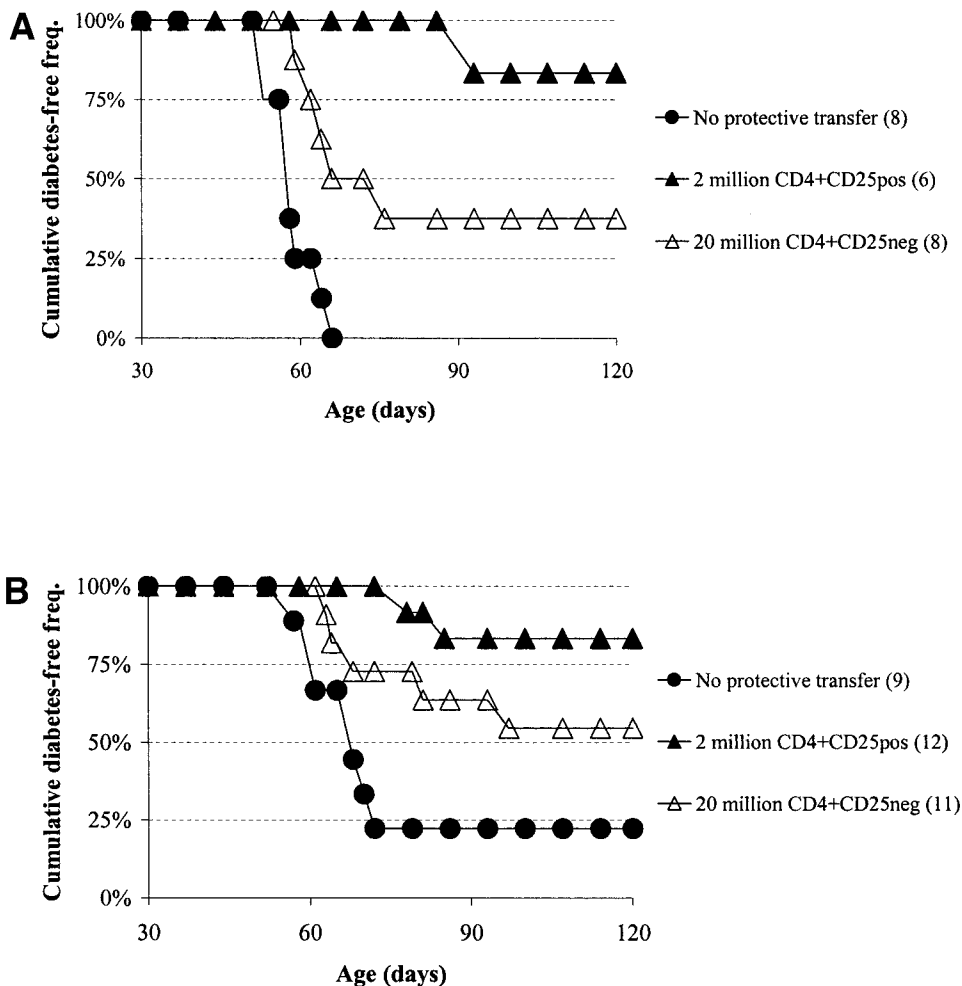 A
Cumulative diabetes-free freq.
100%
75%
50%
25%
0%
30
60
90
120
Age (days)
No protective transfer (8)
2 million CD4+CD25pos (6)
20 million CD4+CD25neg (8)
B
Cumulative diabetes-free freq.
100%
75%
50%
25%
0%
30
60
90
120
Age (days)
No protective transfer (9)
2 million CD4+CD25pos (12)
20 million CD4+CD25neg (11)